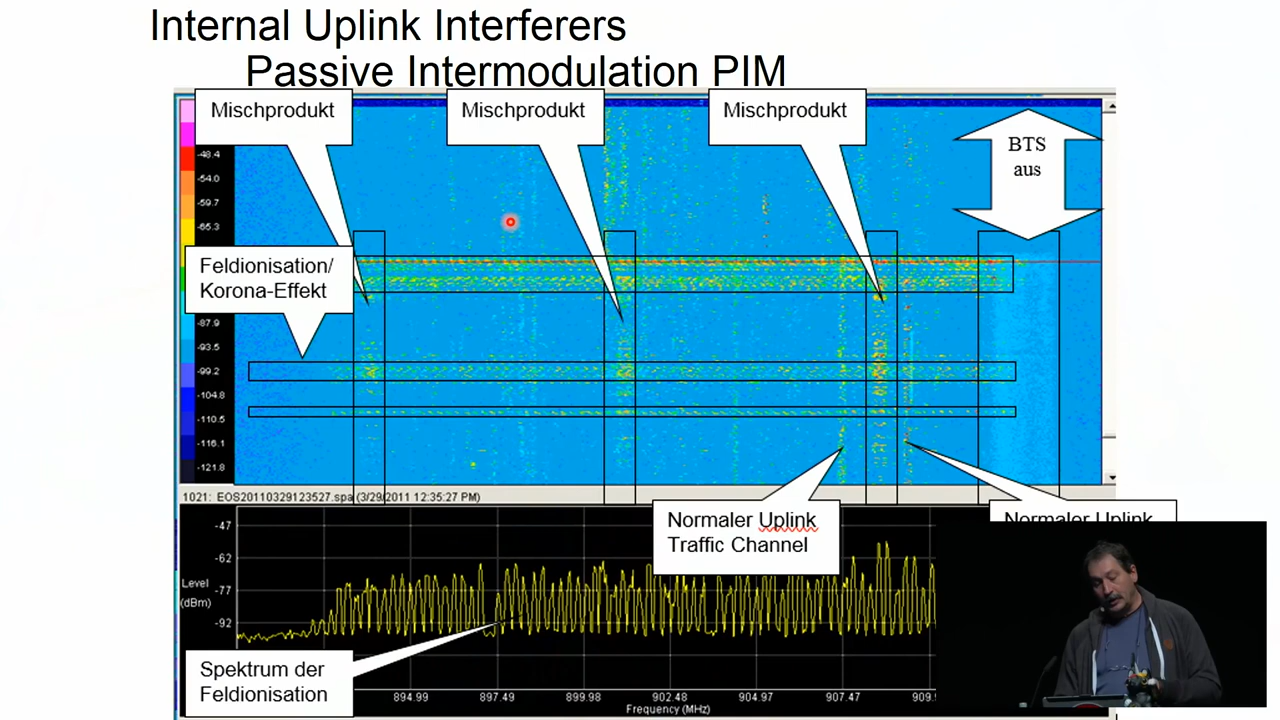 Internal Uplink Interferers
Passive Intermodulation PIM
Mischprodukt
Mischprodukt
Mischprodukt
BTS
aus
-48.4
-54.0
-59.7
-65.3
Feldionisation/
Korona-Effekt
-87.9
-93.5
-99.2
-104.8
-110.5
-116.1
-121.8
1021: EOS20110329123527.spa (3/29/2011 12:35:27 PM)
Normaler Uplink
Traffic Channel
Normaler Uplink
-47
-62
Level
-77
(dBm)
-92
Spektrum der
Feldionisation
894.99
897.49
899.98
902.48
904.97
907.47
909.
Frequency (MHz)